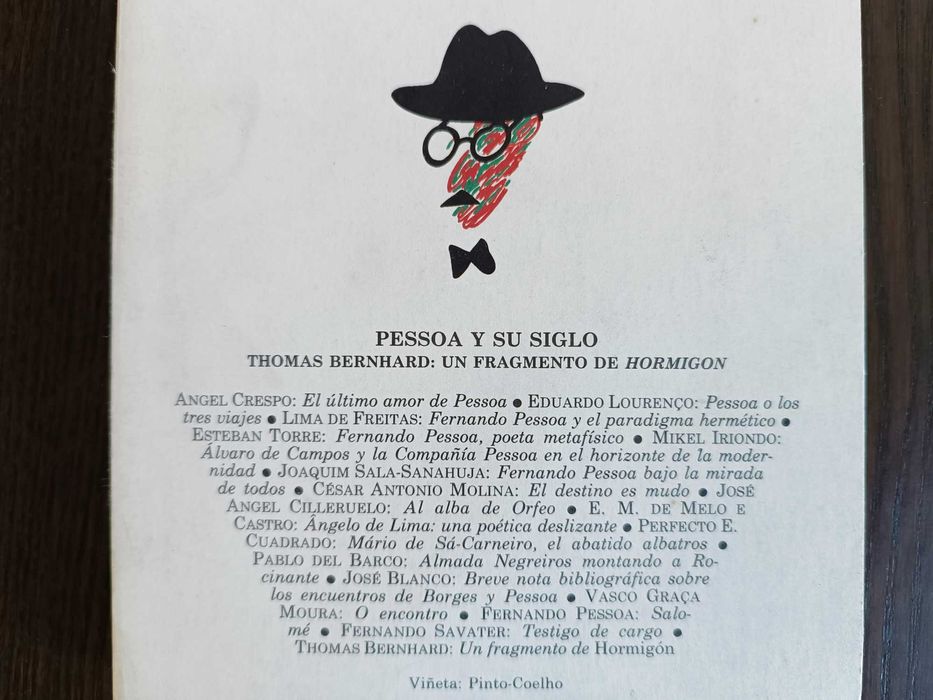 PESSOA Y SU SIGLO
THOMAS BERNHARD: UN FRAGMENTO DE HORMIGON
ANGEL CRESPO: El último amor de Pessoa ● EDUARDO LOURENÇO: Pessoa o los
tres viajes ● LIMA DE FREITAS: Fernando Pessoa y el paradigma hermético ●
ESTEBAN TORRE: Fernando Pessoa, poeta metafísico ● MIKEL IRIONDO:
Álvaro de Campos y la Compañía Pessoa en el horizonte de la moder-
nidad ● JOAQUIM SALA-SANAHUJA: Fernando Pessoa bajo la mirada
de todos ● CÉSAR ANTONIO MOLINA: El destino es mudo ● JOSÉ
ANGEL CILLERUELO: Al alba de Orfeo ● E. M. DE MELO E
CASTRO: Ângelo de Lima: una poética deslizante ● PERFECTO E.
CUADRADO: Mário de Sá-Carneiro, el abatido albatros ●
PABLO DEL BARCO: Almada Negreiros montando a Ro-
cinante ● JOSÉ BLANCO: Breve nota bibliográfica sobre
los encuentros de Borges y Pessoa ● VASCO GRAÇA
MOURA: O encontro ● FERNANDO PESSOA: Salo-
mé ● FERNANDO SAVATER: Testigo de cargo ●
THOMAS BERNHARD: Un fragmento de Hormigón
Viñeta: Pinto-Coelho